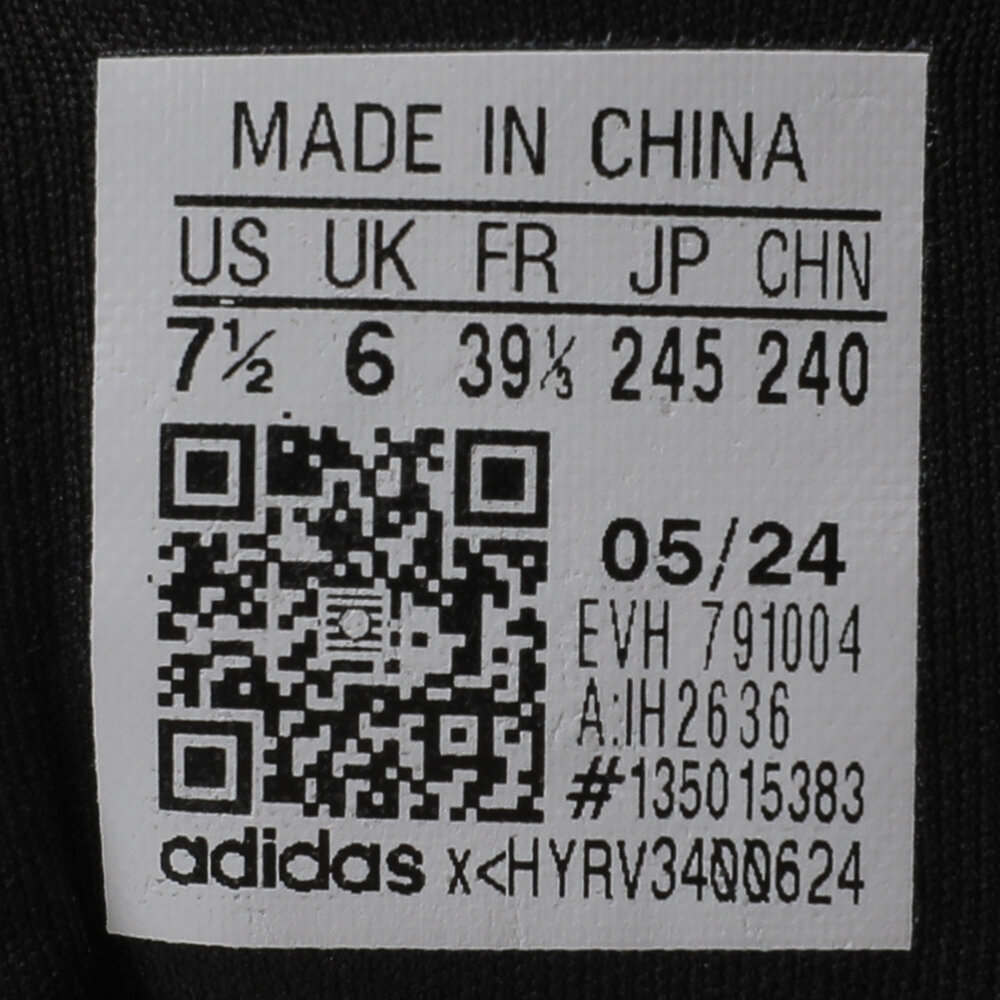 MADE IN CHINA
US UK FR JP CHN
7½ 6 39⅓ 245 240
05/24
EVH 791004
A:IH2636
#135015383
adidas X<HYRV3400624